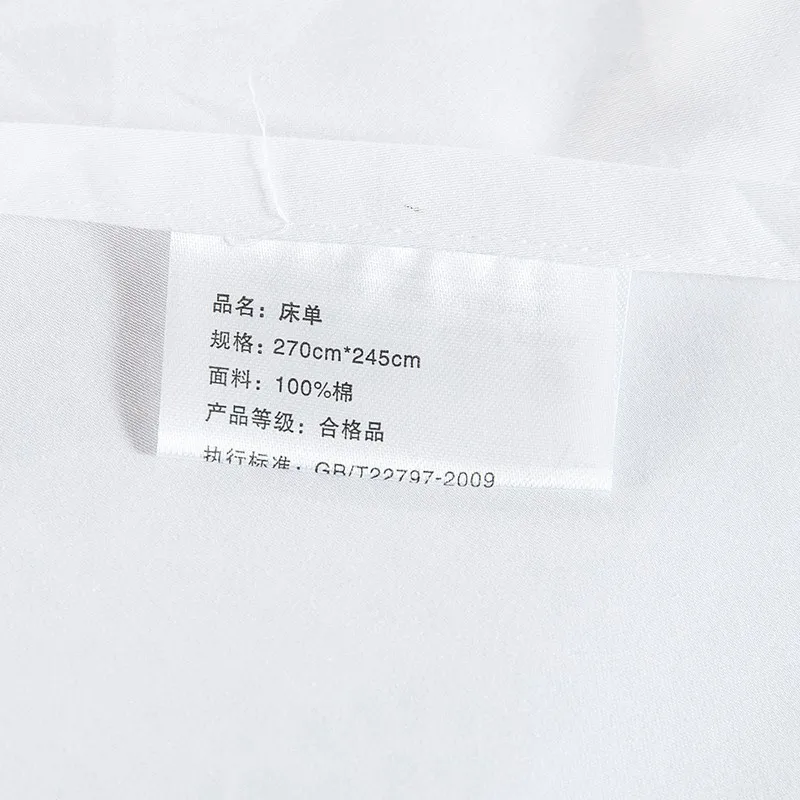 品名：床单
规格：270cm*245cm
面料：100%棉
产品等级：合格品
执行标准：GB/T22797-2009